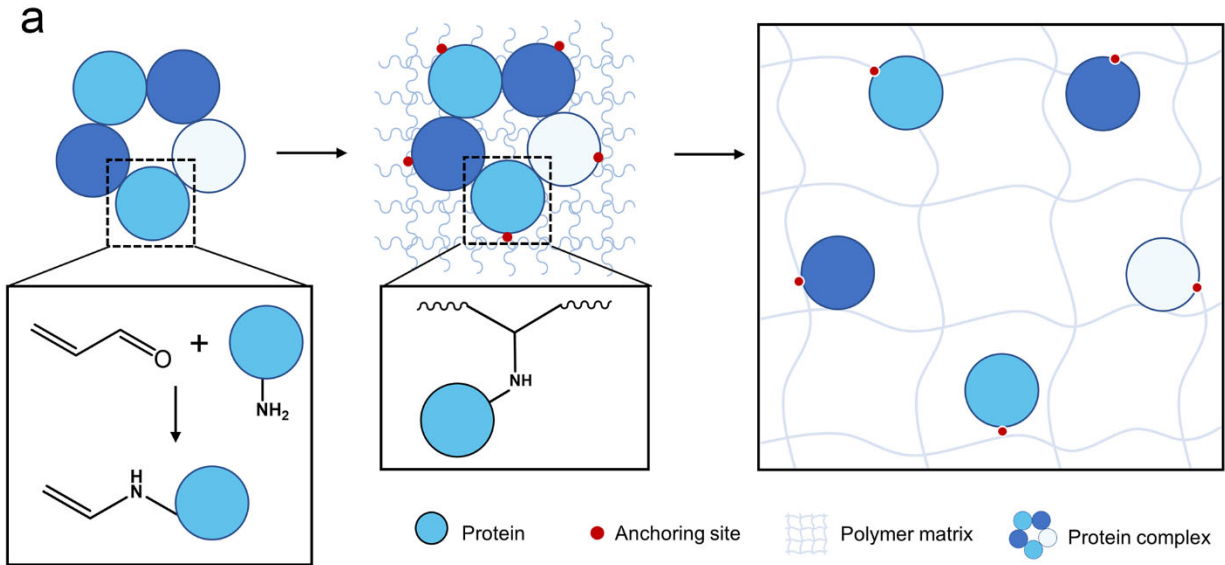 a
O
+
NH₂
H
N
NH
Protein
Anchoring site
Polymer matrix
Protein complex